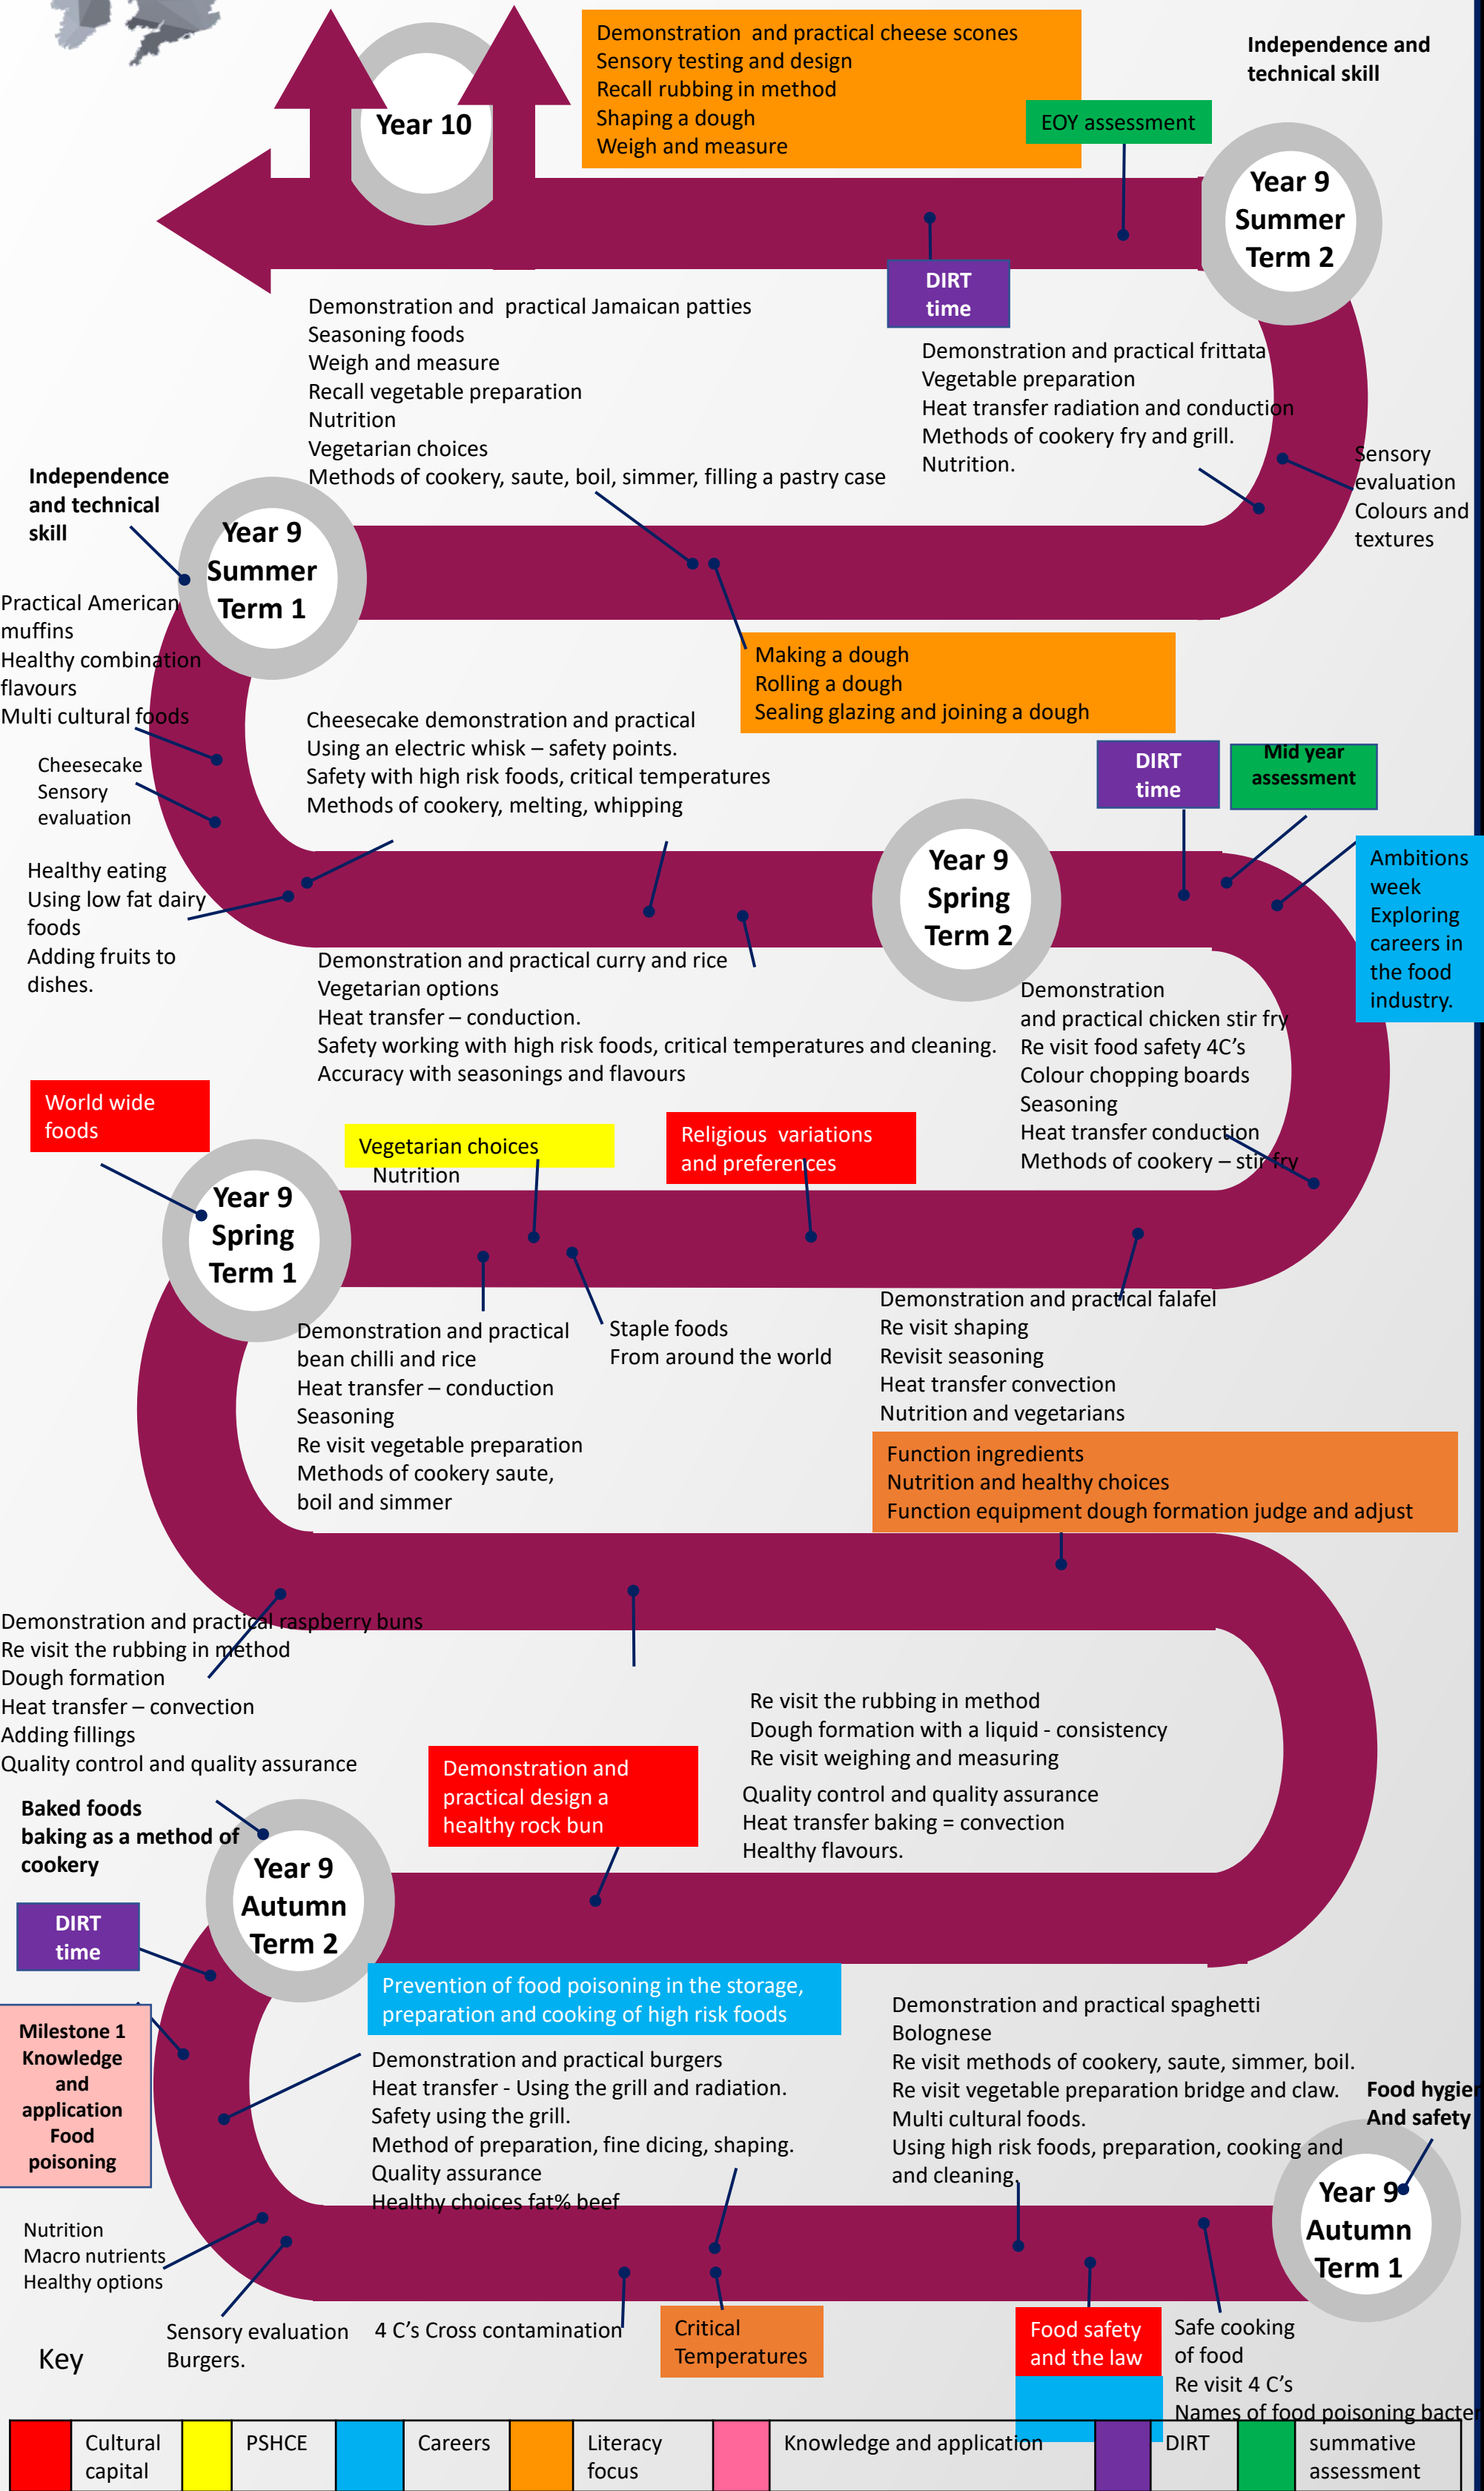 Demonstration and practical cheese scones
Sensory testing and design
Recall rubbing in method
Shaping a dough
Weigh and measure
Independence and
technical skill
Year 10
EOY assessment
Year 9
Summer
Term 2
DIRT
time
Demonstration and practical Jamaican patties
Seasoning foods
Weigh and measure
Recall vegetable preparation
Nutrition
Vegetarian choices
Methods of cookery, saute, boil, simmer, filling a pastry case
Demonstration and practical frittata
Vegetable preparation
Heat transfer radiation and conduction
Methods of cookery fry and grill.
Nutrition.
Sensory
evaluation
Colours and
textures
Independence
and technical
skill
Year 9
Summer
Term 1
Practical American
muffins
Healthy combination
flavours
Multi cultural foods
Making a dough
Rolling a dough
Sealing glazing and joining a dough
Cheesecake
Sensory
evaluation
Cheesecake demonstration and practical
Using an electric whisk – safety points.
Safety with high risk foods, critical temperatures
Methods of cookery, melting, whipping
DIRT
time
Mid year
assessment
Healthy eating
Using low fat dairy
foods
Adding fruits to
dishes.
Year 9
Spring
Term 2
Ambitions
week
Exploring
careers in
the food
industry.
Demonstration and practical curry and rice
Vegetarian options
Heat transfer – conduction.
Safety working with high risk foods, critical temperatures and cleaning.
Accuracy with seasonings and flavours
Demonstration
and practical chicken stir fry
Re visit food safety 4C's
Colour chopping boards
Seasoning
Heat transfer conduction
Methods of cookery – stir fry
World wide
foods
Vegetarian choices
Nutrition
Religious variations
and preferences
Year 9
Spring
Term 1
Demonstration and practical
bean chilli and rice
Heat transfer – conduction
Seasoning
Re visit vegetable preparation
Methods of cookery saute,
boil and simmer
Staple foods
From around the world
Demonstration and practical falafel
Re visit shaping
Revisit seasoning
Heat transfer convection
Nutrition and vegetarians
Function ingredients
Nutrition and healthy choices
Function equipment dough formation judge and adjust
Demonstration and practical raspberry buns
Re visit the rubbing in method
Dough formation
Heat transfer – convection
Adding fillings
Quality control and quality assurance
Re visit the rubbing in method
Dough formation with a liquid - consistency
Re visit weighing and measuring
Quality control and quality assurance
Heat transfer baking = convection
Healthy flavours.
Demonstration and
practical design a
healthy rock bun
Baked foods
baking as a method of
cookery
Year 9
Autumn
Term 2
DIRT
time
Prevention of food poisoning in the storage,
preparation and cooking of high risk foods
Milestone 1
Knowledge
and
application
Food
poisoning
Demonstration and practical burgers
Heat transfer - Using the grill and radiation.
Safety using the grill.
Method of preparation, fine dicing, shaping.
Quality assurance
Healthy choices fat% beef
Demonstration and practical spaghetti
Bolognese
Re visit methods of cookery, saute, simmer, boil.
Re visit vegetable preparation bridge and claw.
Multi cultural foods.
Using high risk foods, preparation, cooking and
and cleaning.
Food hygien
And safety
Year 9
Autumn
Term 1
Nutrition
Macro nutrients
Healthy options
Sensory evaluation
Burgers.
4 C's Cross contamination
Critical
Temperatures
Food safety
and the law
Safe cooking
of food
Re visit 4 C's
Names of food poisoning bacter
Key
Cultural
capital
PSHCE
Careers
Literacy
focus
Knowledge and application
DIRT
summative
assessment